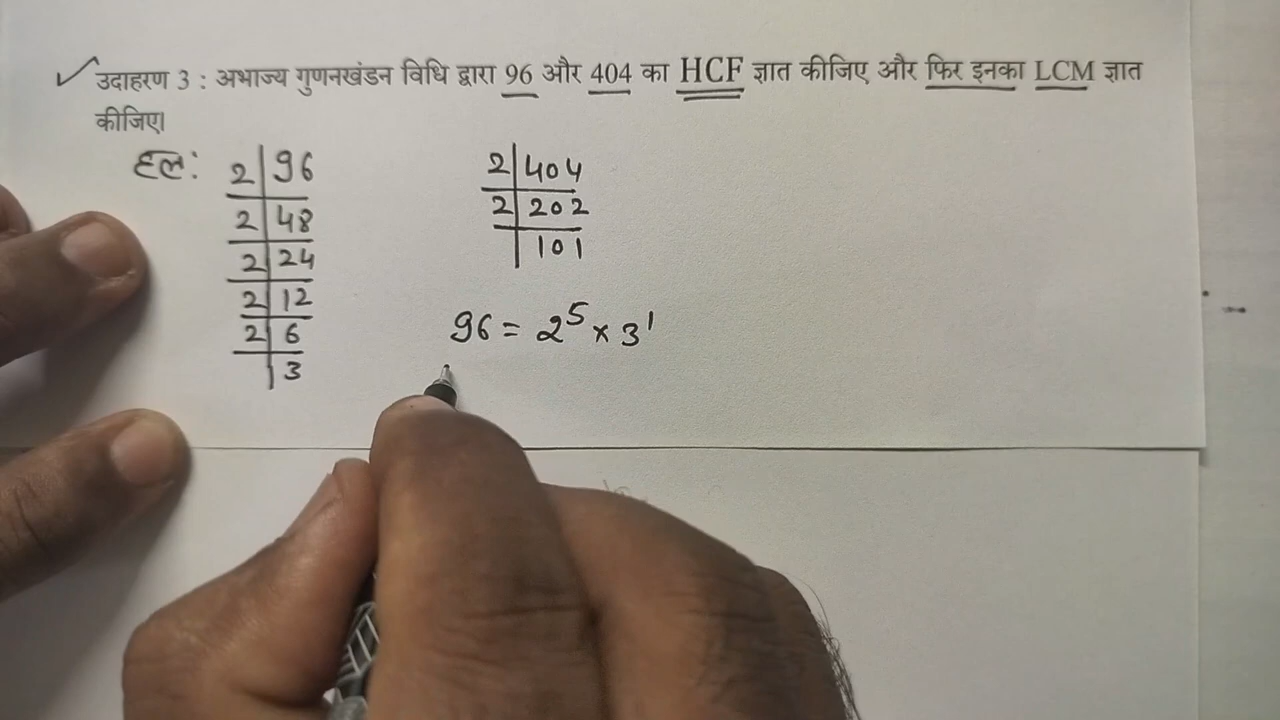 उदाहरण 3 : अभाज्य गुणनखंडन विधि द्वारा 96 और 404 का HCF ज्ञात कीजिए और फिर इनका LCM ज्ञात
कीजिए।
हल:
2 | 96
2 | 48
2 | 24
2 | 12
2 | 6
| 3
2 | 404
2 | 202
| 101
96 = 2⁵ × 3¹